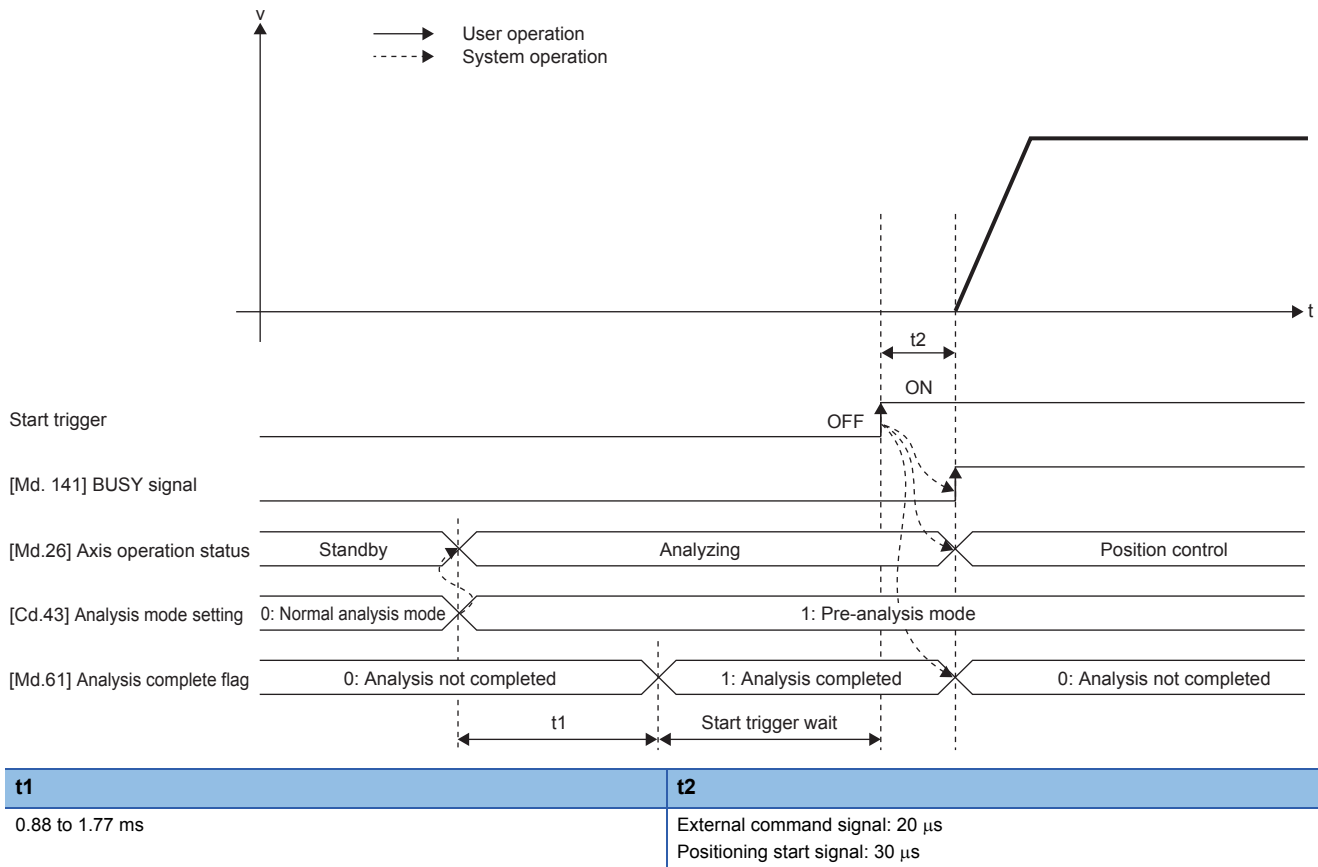 v
User operation
System operation
t
t2
ON
Start trigger
OFF
[Md. 141] BUSY signal
[Md.26] Axis operation status
Standby
Analyzing
Position control
[Cd.43] Analysis mode setting
0: Normal analysis mode
1: Pre-analysis mode
[Md.61] Analysis complete flag
0: Analysis not completed
1: Analysis completed
0: Analysis not completed
t1
Start trigger wait
t1
t2
0.88 to 1.77 ms
External command signal: 20 μs
Positioning start signal: 30 μs